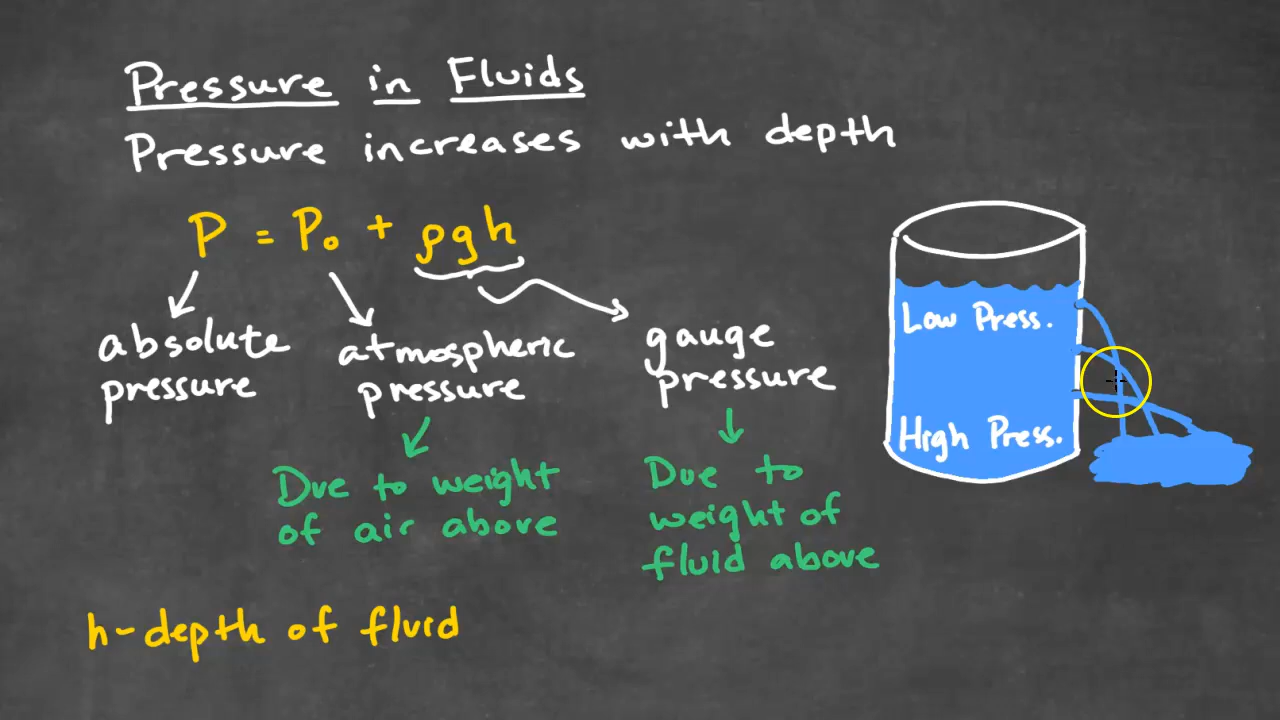 Pressure in Fluids
Pressure increases with depth
P = P₀ + ρgh
absolute
pressure
atmospheric
pressure
gauge
pressure
Due to weight
of air above
Due to
weight of
fluid above
h-depth of fluid
Low Press.
High Press.